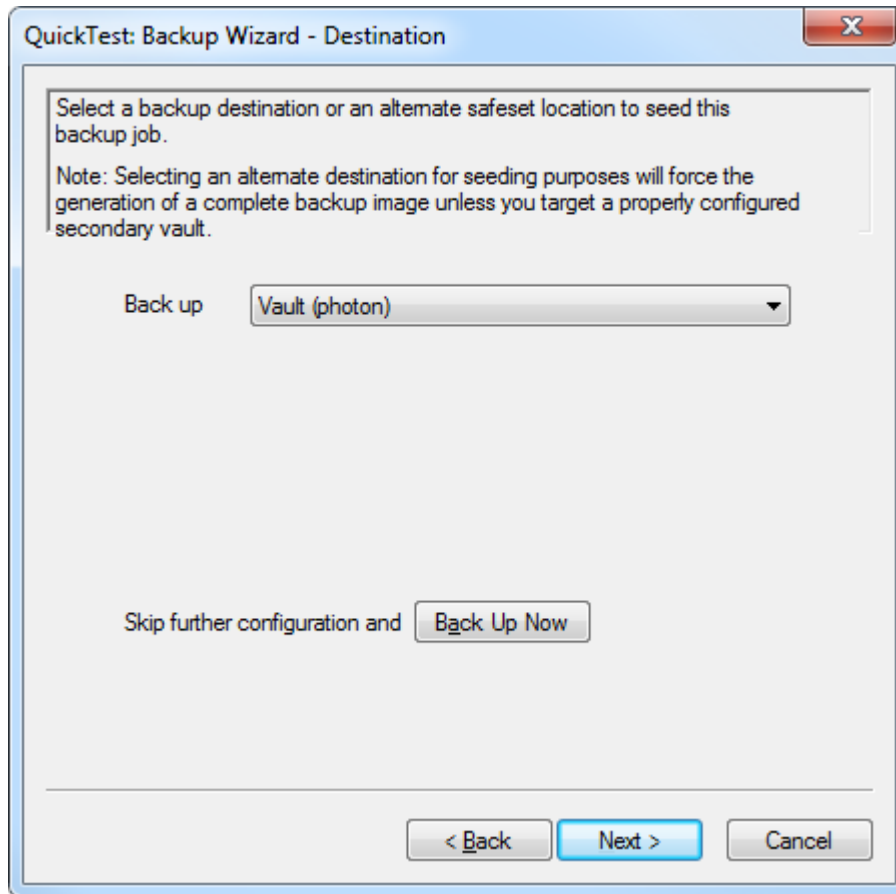 QuickTest: Backup Wizard - Destination
X
Select a backup destination or an alternate safeset location to seed this
backup job.
Note: Selecting an alternate destination for seeding purposes will force the
generation of a complete backup image unless you target a properly configured
secondary vault.
Back up
Vault (photon)
Skip further configuration and
Back Up Now
< Back
Next >
Cancel